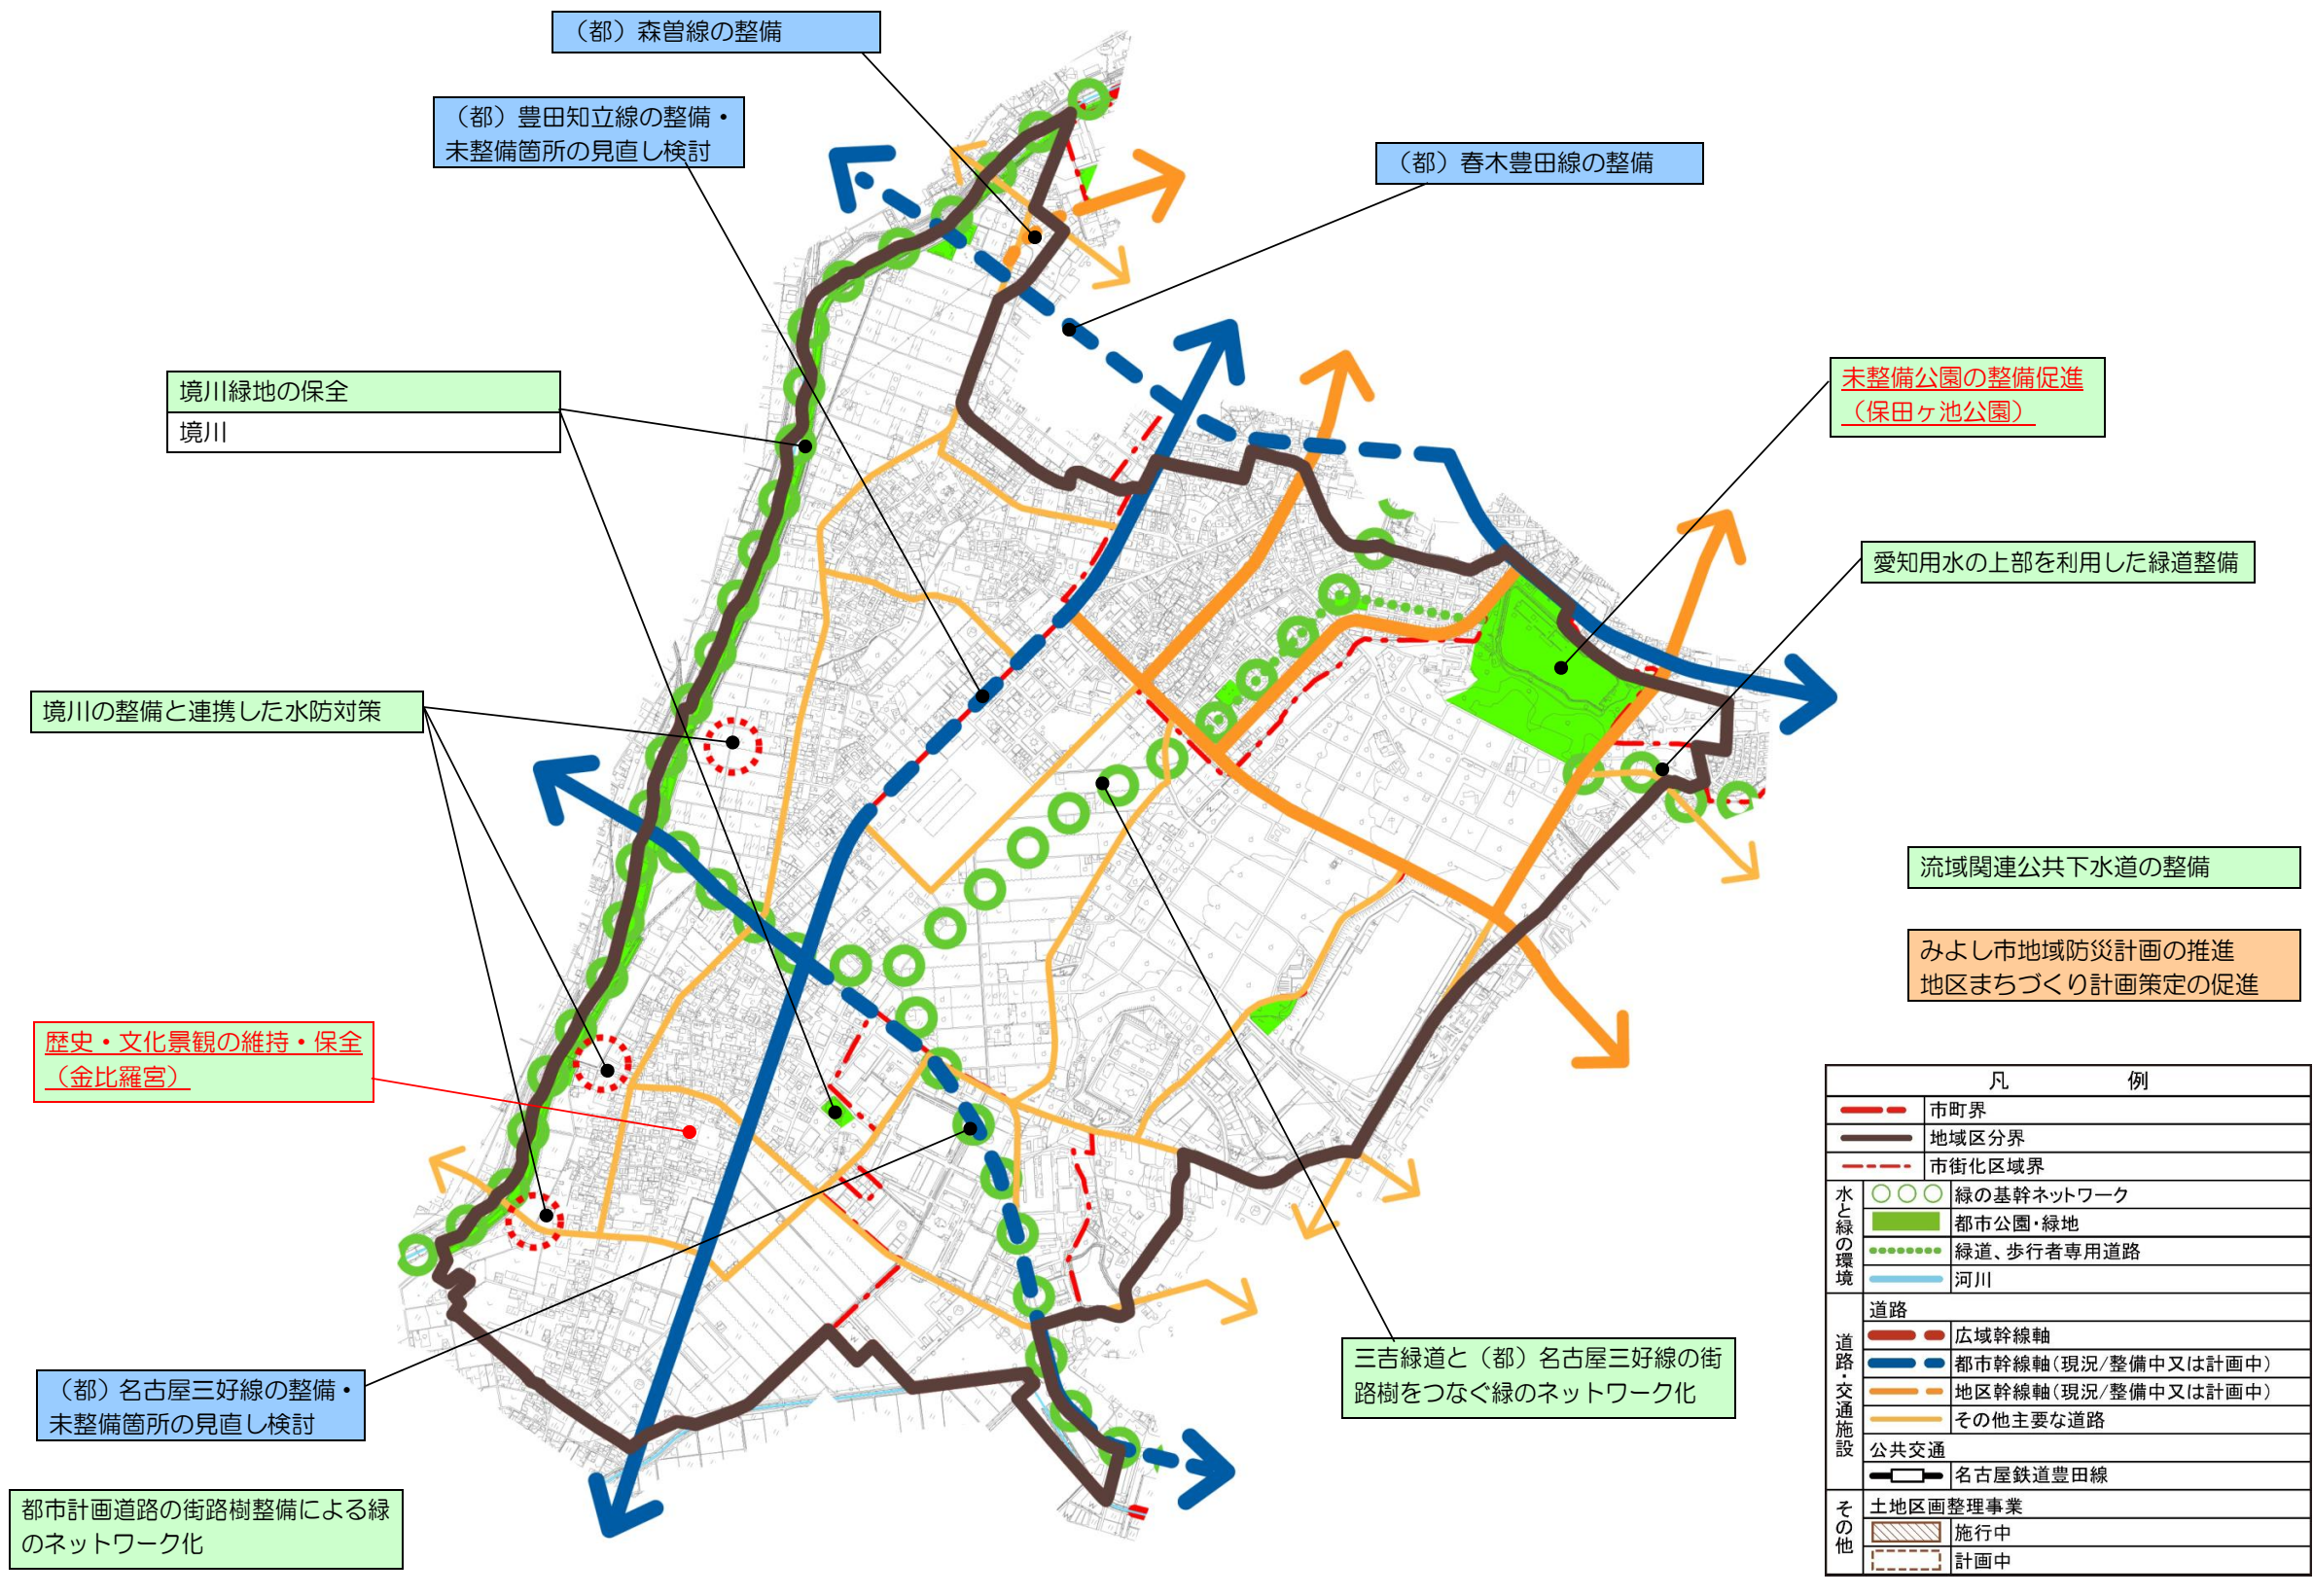 （都）森曽線の整備
（都）豊田知立線の整備・
未整備箇所の見直し検討
（都）春木豊田線の整備
境川緑地の保全
境川
未整備公園の整備促進
（保田ヶ池公園）
愛知用水の上部を利用した緑道整備
境川の整備と連携した水防対策
流域関連公共下水道の整備
みよし市地域防災計画の推進
地区まちづくり計画策定の促進
歴史・文化景観の維持・保全
（金比羅宮）
三吉緑道と（都）名古屋三好線の街
路樹をつなぐ緑のネットワーク化
（都）名古屋三好線の整備・
未整備箇所の見直し検討
都市計画道路の街路樹整備による緑
のネットワーク化
凡 例
市町界
地域区分界
市街化区域界
水と緑の環境
緑の基幹ネットワーク
都市公園・緑地
緑道、歩行者専用道路
河川
道路・交通施設
道路
広域幹線軸
都市幹線軸（現況/整備中又は計画中）
地区幹線軸（現況/整備中又は計画中）
その他主要な道路
公共交通
名古屋鉄道豊田線
その他
土地区画整理事業
施行中
計画中